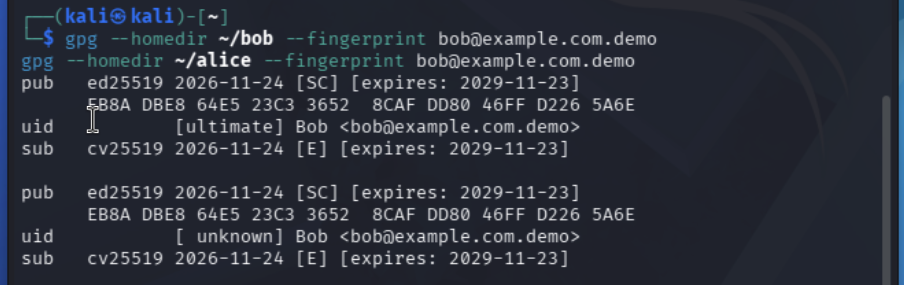 ┌──(kali㉿kali)-[~]
└─$ gpg --homedir ~/bob --fingerprint bob@example.com.demo
gpg --homedir ~/alice --fingerprint bob@example.com.demo
pub   ed25519 2026-11-24 [SC] [expires: 2029-11-23]
      EB8A DBE8 64E5 23C3 3652  8CAF DD80 46FF D226 5A6E
uid           [ultimate] Bob <bob@example.com.demo>
sub   cv25519 2026-11-24 [E] [expires: 2029-11-23]

pub   ed25519 2026-11-24 [SC] [expires: 2029-11-23]
      EB8A DBE8 64E5 23C3 3652  8CAF DD80 46FF D226 5A6E
uid           [ unknown] Bob <bob@example.com.demo>
sub   cv25519 2026-11-24 [E] [expires: 2029-11-23]